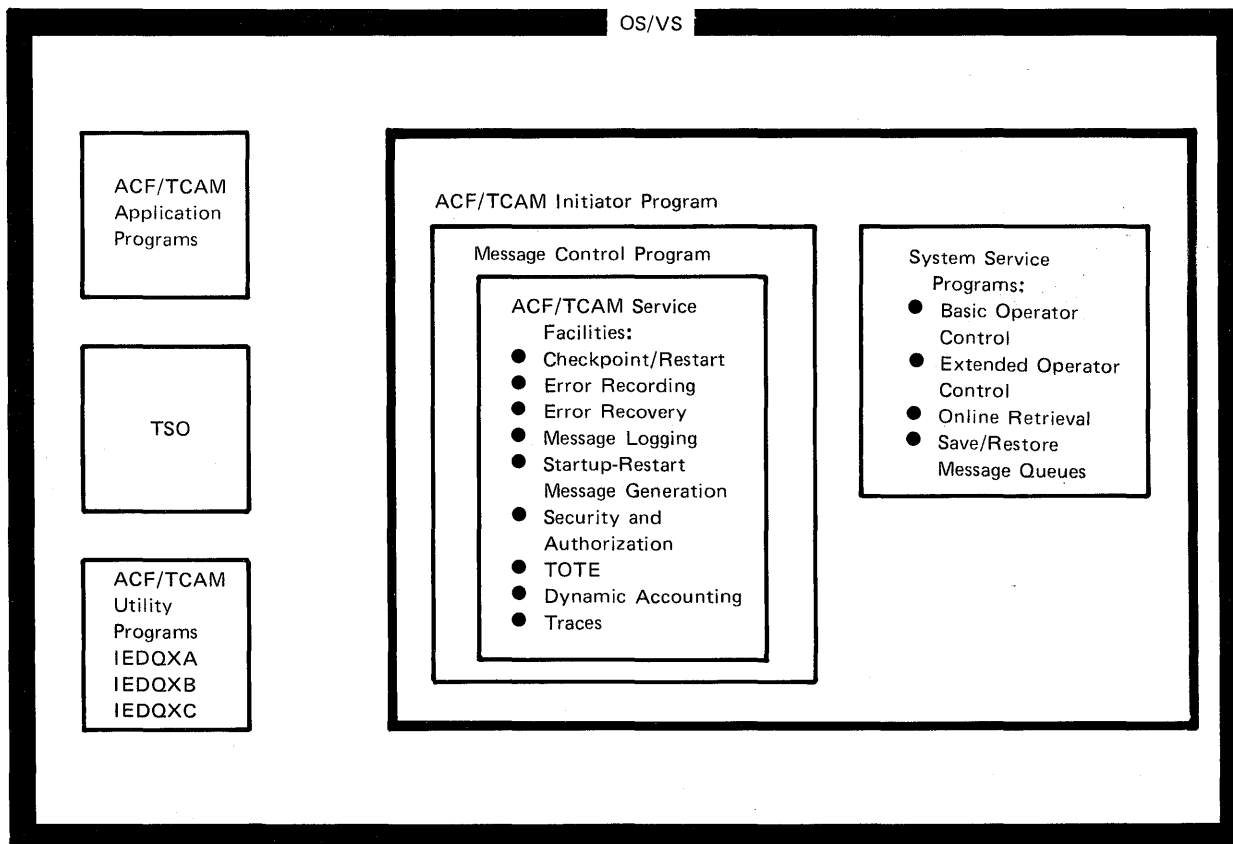 OS/VS
ACF/TCAM
Application
Programs
TSO
ACF/TCAM
Utility
Programs
IEDQXA
IEDQXB
IEDQXC
ACF/TCAM Initiator Program
Message Control Program
ACF/TCAM Service
Facilities:
● Checkpoint/Restart
● Error Recording
● Error Recovery
● Message Logging
● Startup-Restart
Message Generation
● Security and
Authorization
● TOTE
● Dynamic Accounting
● Traces
System Service
Programs:
● Basic Operator
Control
● Extended Operator
Control
● Online Retrieval
● Save/Restore
Message Queues